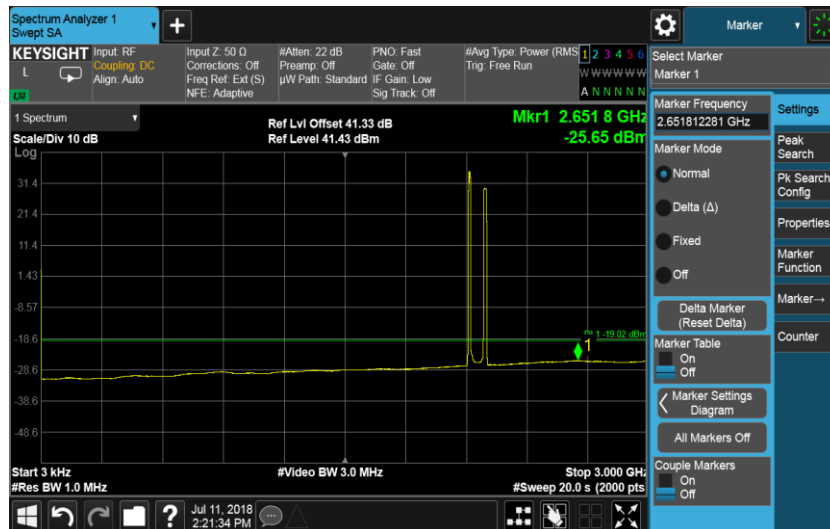 Spectrum Analyzer 1
Swept SA
+
Marker
KEYSIGHT
L
LXI
Input: RF
Coupling: DC
Align: Auto
Input Z: 50 Ω
Corrections: Off
Freq Ref: Ext (S)
NFE: Adaptive
#Atten: 22 dB
Preamp: Off
µW Path: Standard
PNO: Fast
Gate: Off
IF Gain: Low
Sig Track: Off
#Avg Type: Power (RMS
Trig: Free Run
1 2 3 4 5 6
W W W W W W
A N N N N N
Select Marker
Marker 1
1 Spectrum
Scale/Div 10 dB
Log
Ref Lvl Offset 41.33 dB
Ref Level 41.43 dBm
Mkr1 2.651 8 GHz
-25.65 dBm
31.4
21.4
11.4
1.43
-8.57
-18.6
-28.6
-38.6
-48.6
DL1 -19.02 dBm
1
Start 3 kHz
#Res BW 1.0 MHz
#Video BW 3.0 MHz
Stop 3.000 GHz
#Sweep 20.0 s (2000 pts
Marker Frequency
2.651812281 GHz
Marker Mode
Normal
Delta (Δ)
Fixed
Off
Delta Marker
(Reset Delta)
Marker Table
On
Off
Marker Settings
Diagram
All Markers Off
Couple Markers
On
Off
Settings
Peak
Search
Pk Search
Config
Properties
Marker
Function
Marker→
Counter
?
Jul 11, 2018
2:21:34 PM